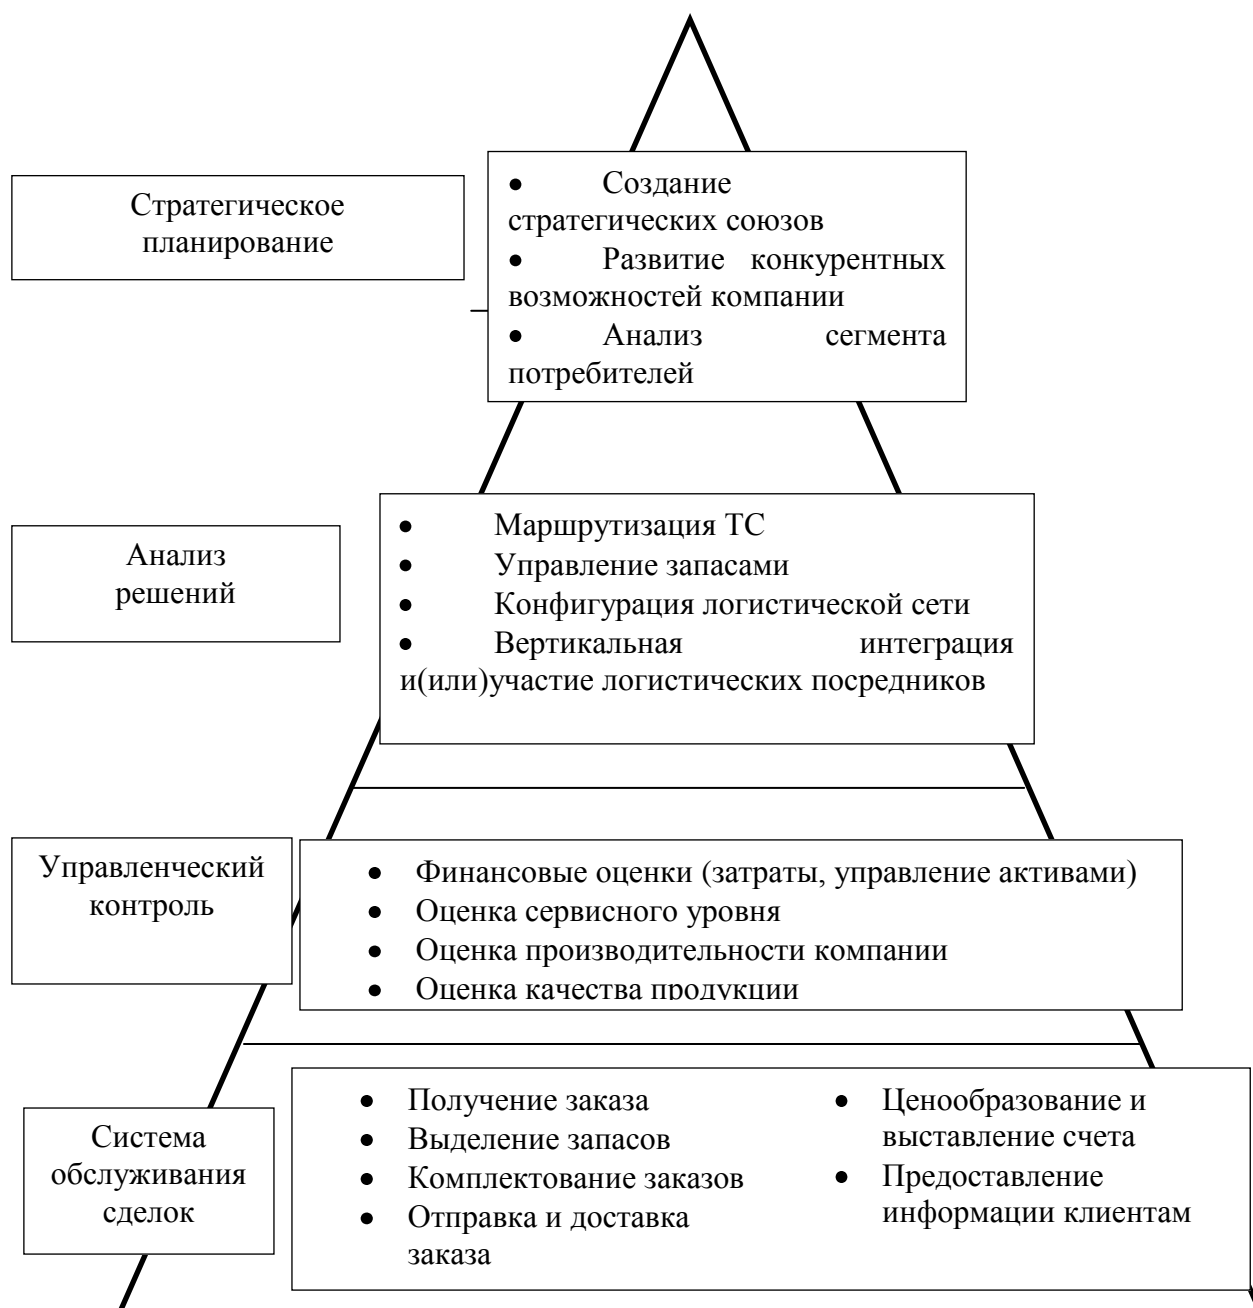 Стратегическое
планирование
• Создание
стратегических союзов
• Развитие конкурентных
возможностей компании
• Анализ сегмента
потребителей
Анализ
решений
• Маршрутизация ТС
• Управление запасами
• Конфигурация логистической сети
• Вертикальная интеграция
и(или)участие логистических посредников
Управленческий
контроль
• Финансовые оценки (затраты, управление активами)
• Оценка сервисного уровня
• Оценка производительности компании
• Оценка качества продукции
Система
обслуживания
сделок
• Получение заказа
• Выделение запасов
• Комплектование заказов
• Отправка и доставка
заказа
• Ценообразование и
выставление счета
• Предоставление
информации клиентам